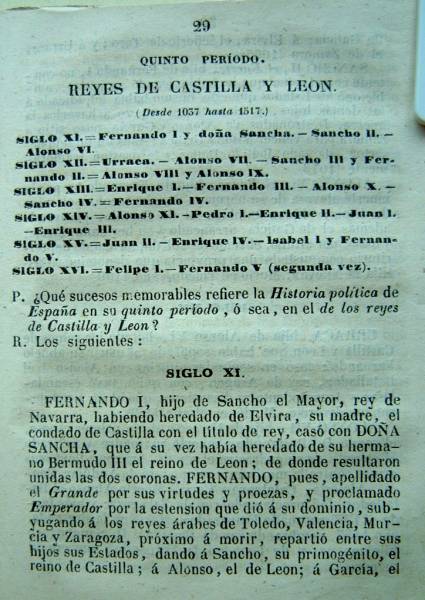 29
QUINTO PERÍODO.
REYES DE CASTILLA Y LEON.
(Desde 1037 hasta 1517.)
SIGLO XI.=Fernando I y doña Sancha.–Sancho II.–
Alonso VI.
SIGLO XII.=Urraca.–Alonso VII.–Sancho III y Fer-
nando II.=Alonso VIII y Alonso IX.
SIGLO XIII.=Enrique I.–Fernando III.–Alonso X.–
Sancho IV.=Fernando IV.
SIGLO XIV.=Alonso XI.–Pedro I.–Enrique II.–Juan I.
–Enrique III.
SIGLO XV.=Juan II.–Enrique IV.–Isabel I y Fernan-
do V.
SIGLO XVI.=Felipe I.–Fernando V (segunda vez).
P. ¿Qué sucesos memorables refiere la Historia política de
España en su quinto período, ó sea, en el de los reyes
de Castilla y Leon?
R. Los siguientes:
SIGLO XI.
FERNANDO I, hijo de Sancho el Mayor, rey de
Navarra, habiendo heredado de Elvira, su madre, el
condado de Castilla con el título de rey, casó con DOÑA
SANCHA, que á su vez había heredado de su herma-
no Bermudo III el reino de Leon; de donde resultaron
unidas las dos coronas. FERNANDO, pues, apellidado
el Grande por sus virtudes y proezas, y proclamado
Emperador por la estension que dió á su dominio, sub-
yugando á los reyes árabes de Toledo, Valencia, Mur-
cia y Zaragoza, próximo á morir, repartió entre sus
hijos sus Estados, dando á Sancho, su primogénito, el
reino de Castilla; á Alonso, el de Leon; á García, el